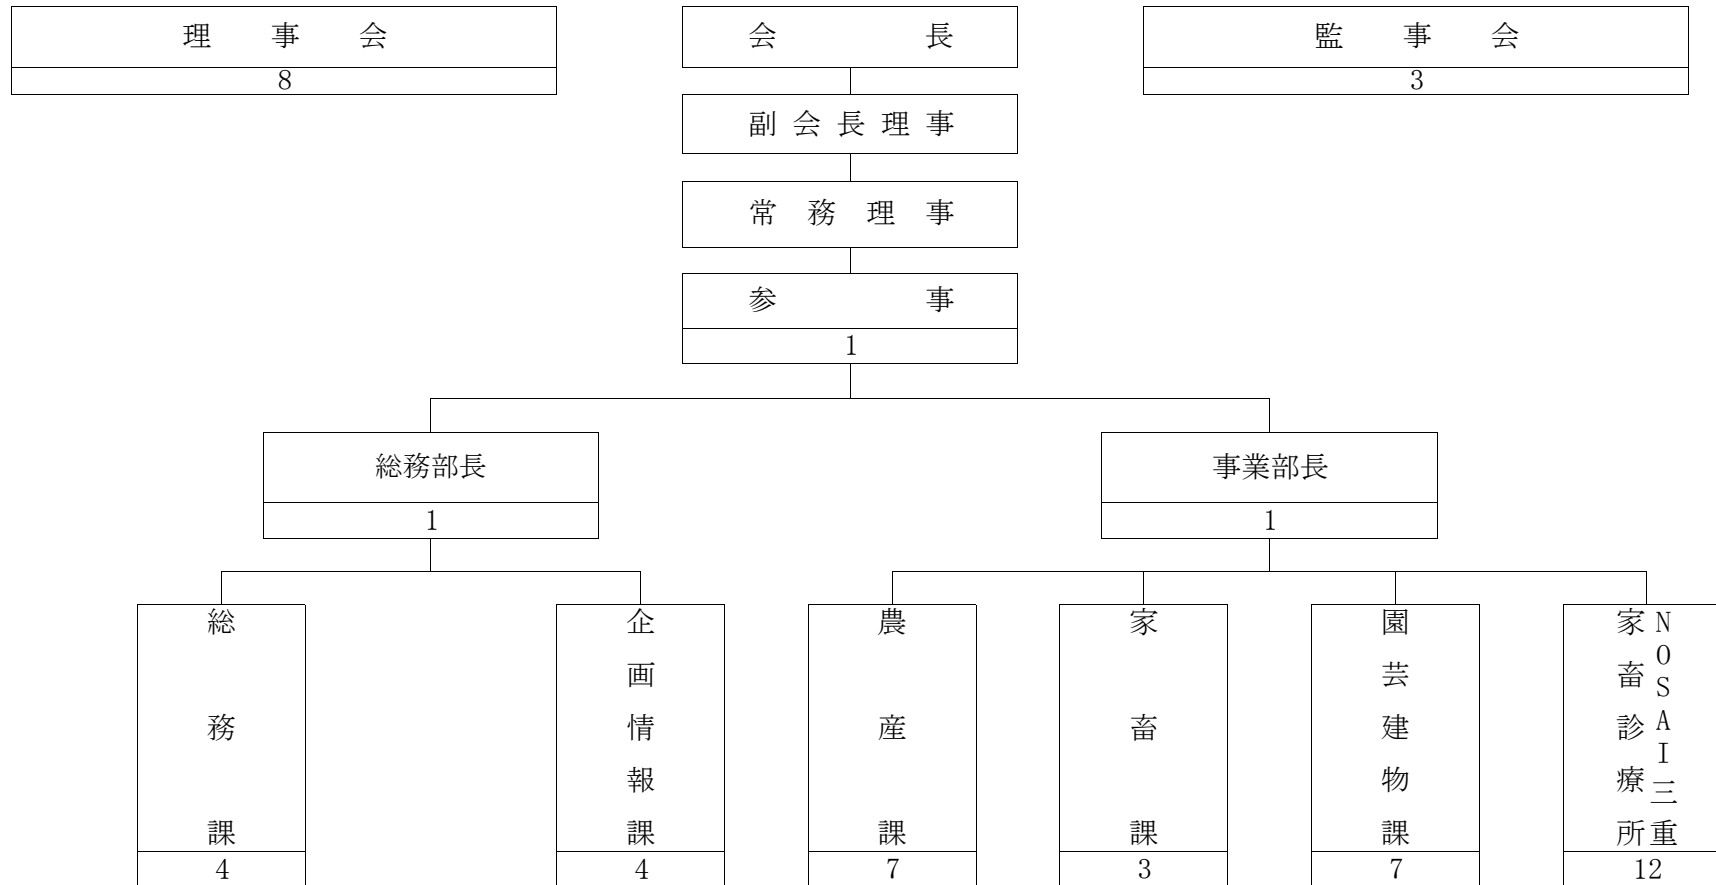 理事会
8
会長
監事会
3
副会長理事
常務理事
参事
1
総務部長
1
事業部長
1
総務課
4
企画情報課
4
農産課
7
家畜課
3
園芸建物課
7
NOSAI三重
家畜診療所
12